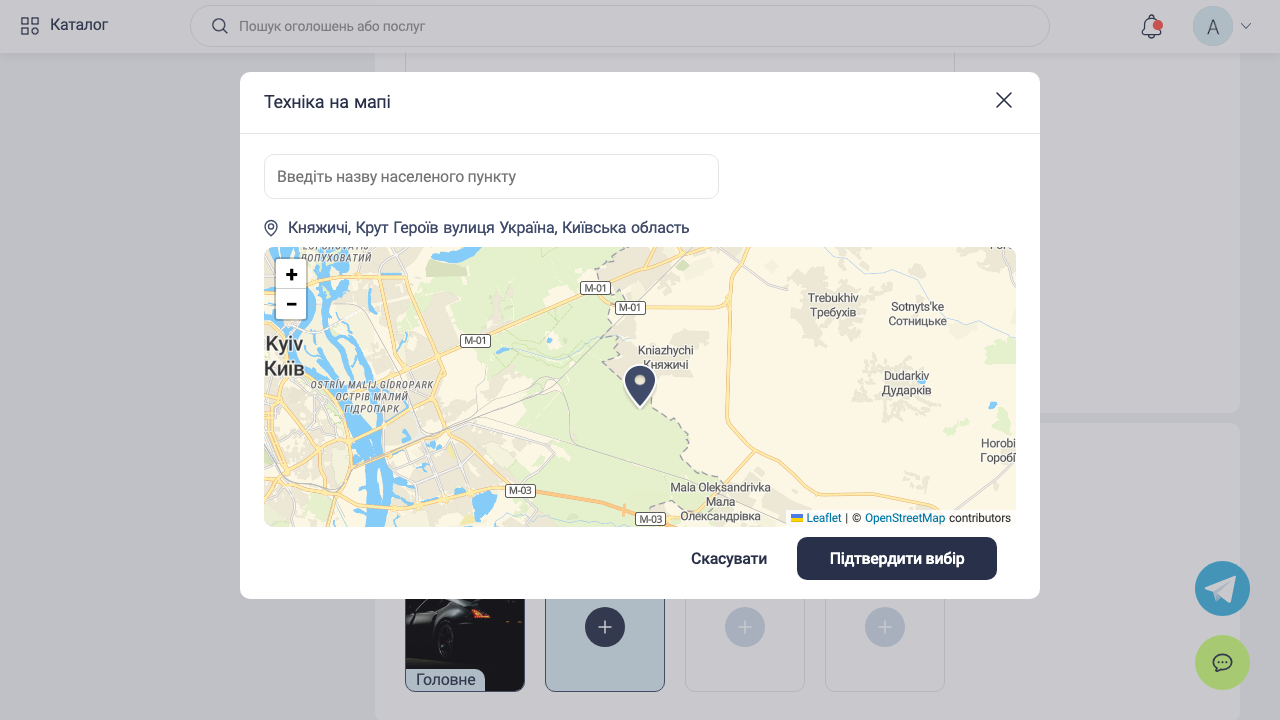 Каталог
Пошук оголошень або послуг
A
Техніка на мапі
Введіть назву населеного пункту
Княжичі, Крут Героїв вулиця Україна, Київська область
ДОПУХОВАТИЙ
+
−
M-01
M-01
M-01
Trebukhiv
Требухів
Sotnyts'ke
Сотницьке
Kyiv
Київ
Kniazhychi
Княжичі
OSTRIV MALIJ GIDROPARK
ОСТРІВ МАЛИЙ
ГІДРОПАРК
Dudarkiv
Дударків
Horobi
Горобі
M-03
M-03
Mala Oleksandrivka
Мала
Олександрівка
Leaflet | © OpenStreetMap contributors
Скасувати
Підтвердити вибір
Головне